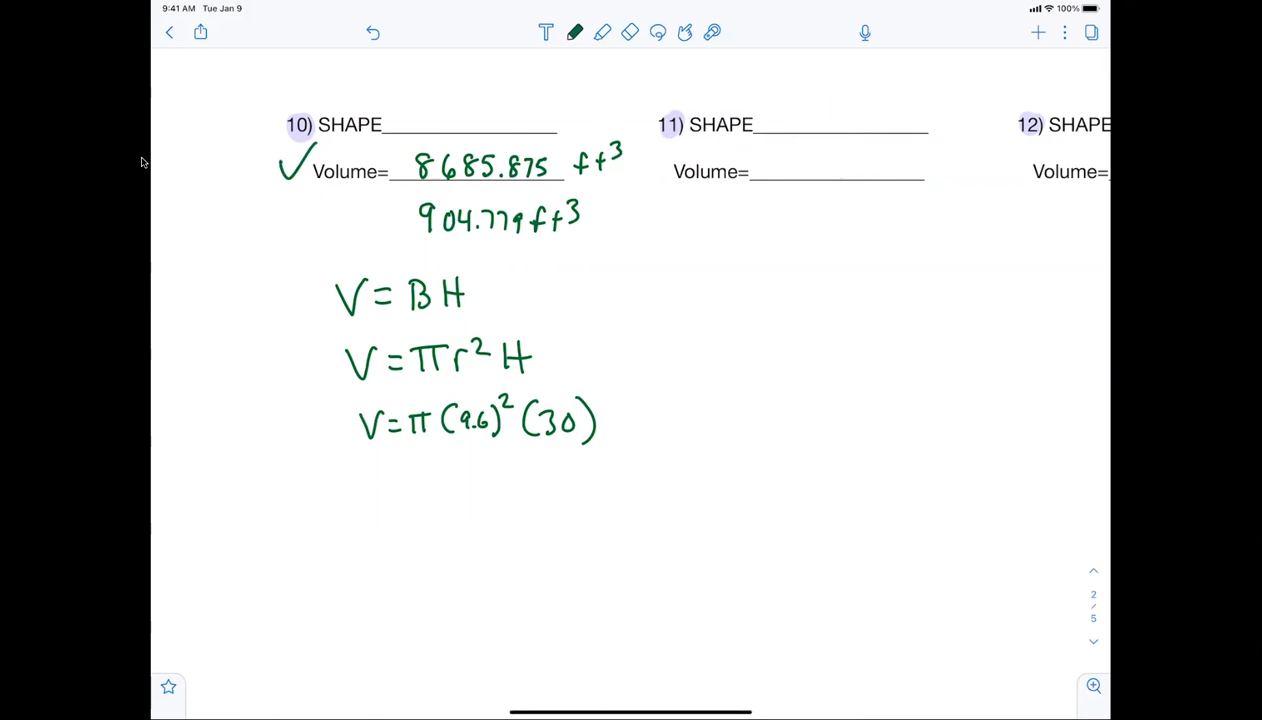 9:41 AM Tue Jan 9
100%
10) SHAPE
11) SHAPE
12) SHAPE
Volume= 8685.875 ft³
Volume=
Volume=
904.779 ft³
V = BH
V = πr² H
V = π (9.6)² (30)
2
/
5